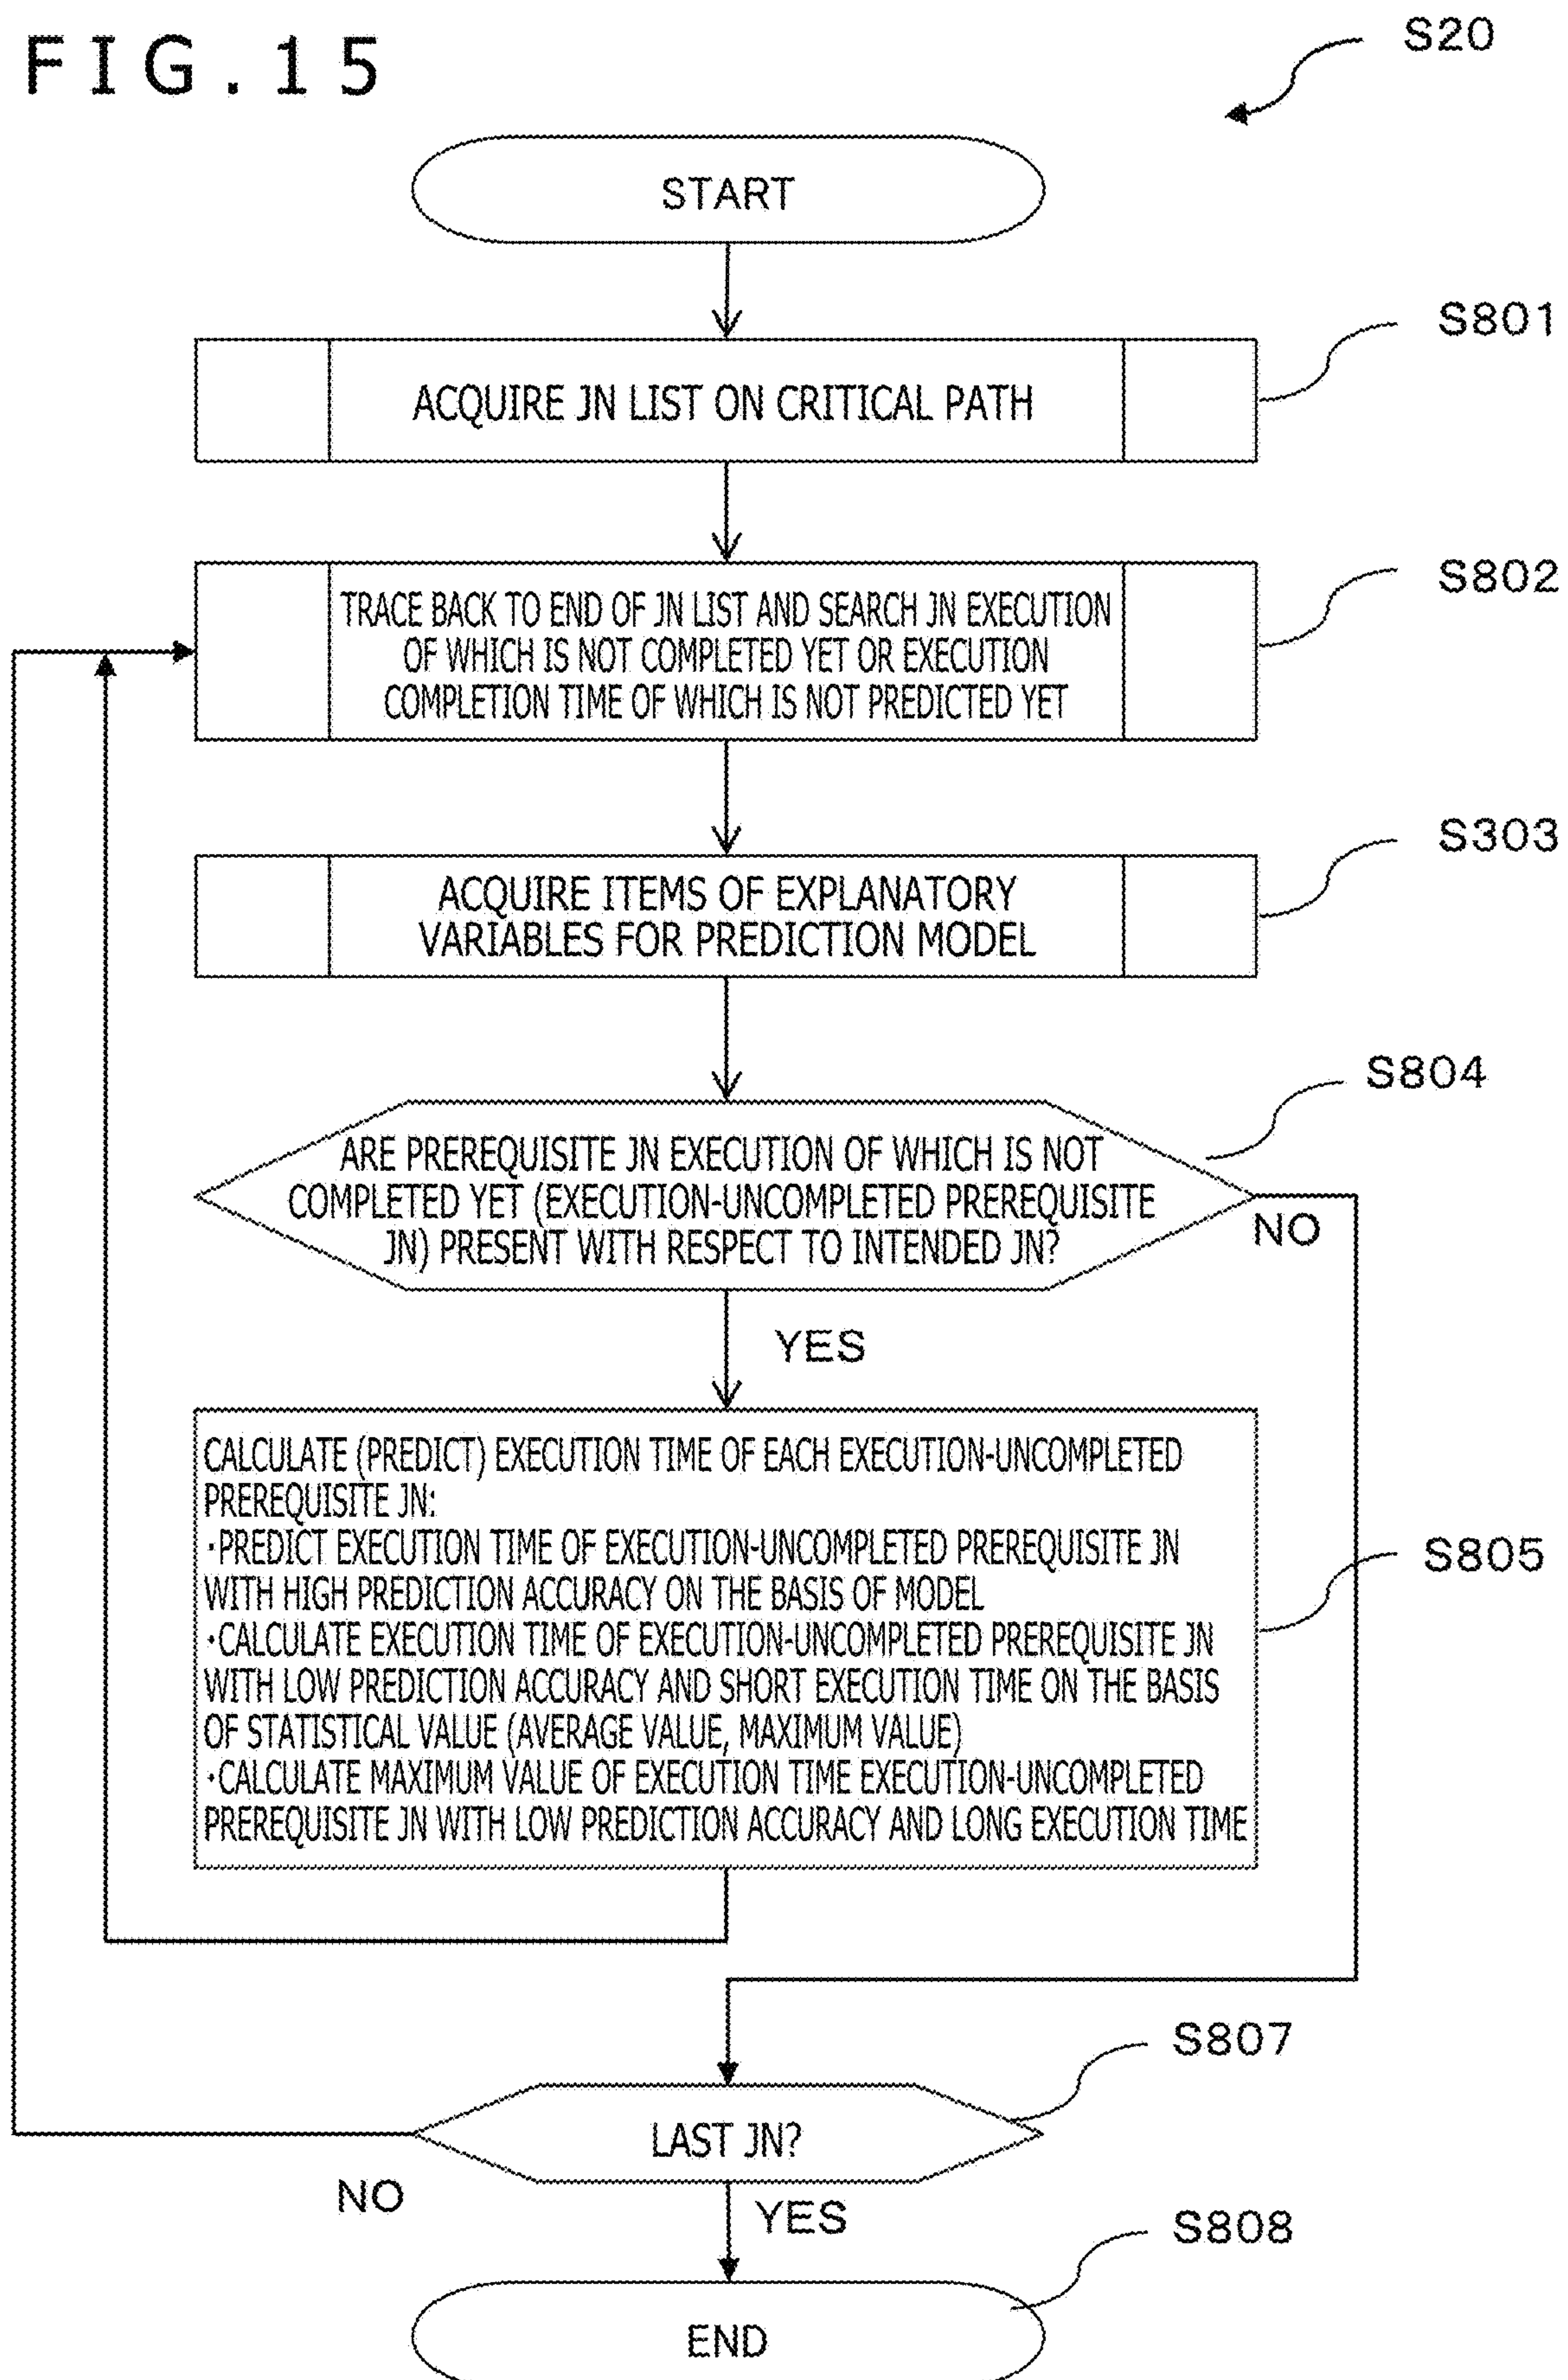 FIG.15
S20
START
S801
ACQUIRE JN LIST ON CRITICAL PATH
S802
TRACE BACK TO END OF JN LIST AND SEARCH JN EXECUTION
OF WHICH IS NOT COMPLETED YET OR EXECUTION
COMPLETION TIME OF WHICH IS NOT PREDICTED YET
S303
ACQUIRE ITEMS OF EXPLANATORY
VARIABLES FOR PREDICTION MODEL
S804
ARE PREREQUISITE JN EXECUTION OF WHICH IS NOT
COMPLETED YET (EXECUTION-UNCOMPLETED PREREQUISITE
JN) PRESENT WITH RESPECT TO INTENDED JN?
NO
YES
CALCULATE (PREDICT) EXECUTION TIME OF EACH EXECUTION-UNCOMPLETED
PREREQUISITE JN:
·PREDICT EXECUTION TIME OF EXECUTION-UNCOMPLETED PREREQUISITE JN
WITH HIGH PREDICTION ACCURACY ON THE BASIS OF MODEL
·CALCULATE EXECUTION TIME OF EXECUTION-UNCOMPLETED PREREQUISITE JN
WITH LOW PREDICTION ACCURACY AND SHORT EXECUTION TIME ON THE BASIS
OF STATISTICAL VALUE (AVERAGE VALUE, MAXIMUM VALUE)
·CALCULATE MAXIMUM VALUE OF EXECUTION TIME EXECUTION-UNCOMPLETED
PREREQUISITE JN WITH LOW PREDICTION ACCURACY AND LONG EXECUTION TIME
S805
S807
LAST JN?
NO
YES
S808
END